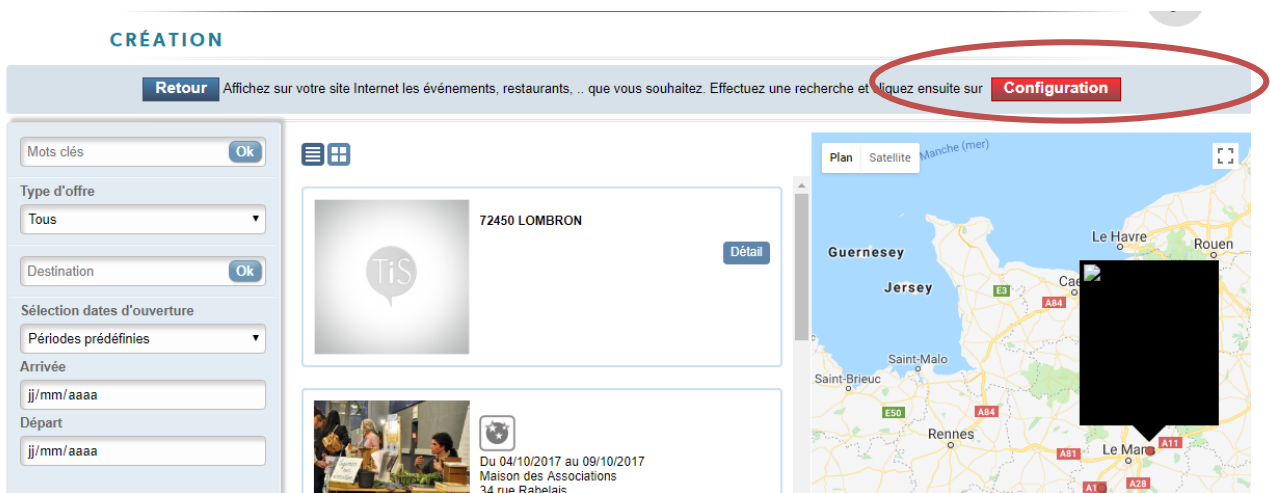 CRÉATION
Retour Affichez sur votre site Internet les événements, restaurants, .. que vous souhaitez. Effectuez une recherche et cliquez ensuite sur Configuration
Mots clés Ok
Type d'offre
Tous
Destination Ok
Sélection dates d'ouverture
Périodes prédéfinies
Arrivée
jj/mm/aaaa
Départ
jj/mm/aaaa
TiS
72450 LOMBRON
Détail
Du 04/10/2017 au 09/10/2017
Maison des Associations
34 rue Rabelais
Plan Satellite
Manche (mer)
Le Havre
Rouen
Guernesey
Jersey
E3
A84
Saint-Malo
Saint-Brieuc
E50
A84
Rennes
A81
Le Mans
A11
A28